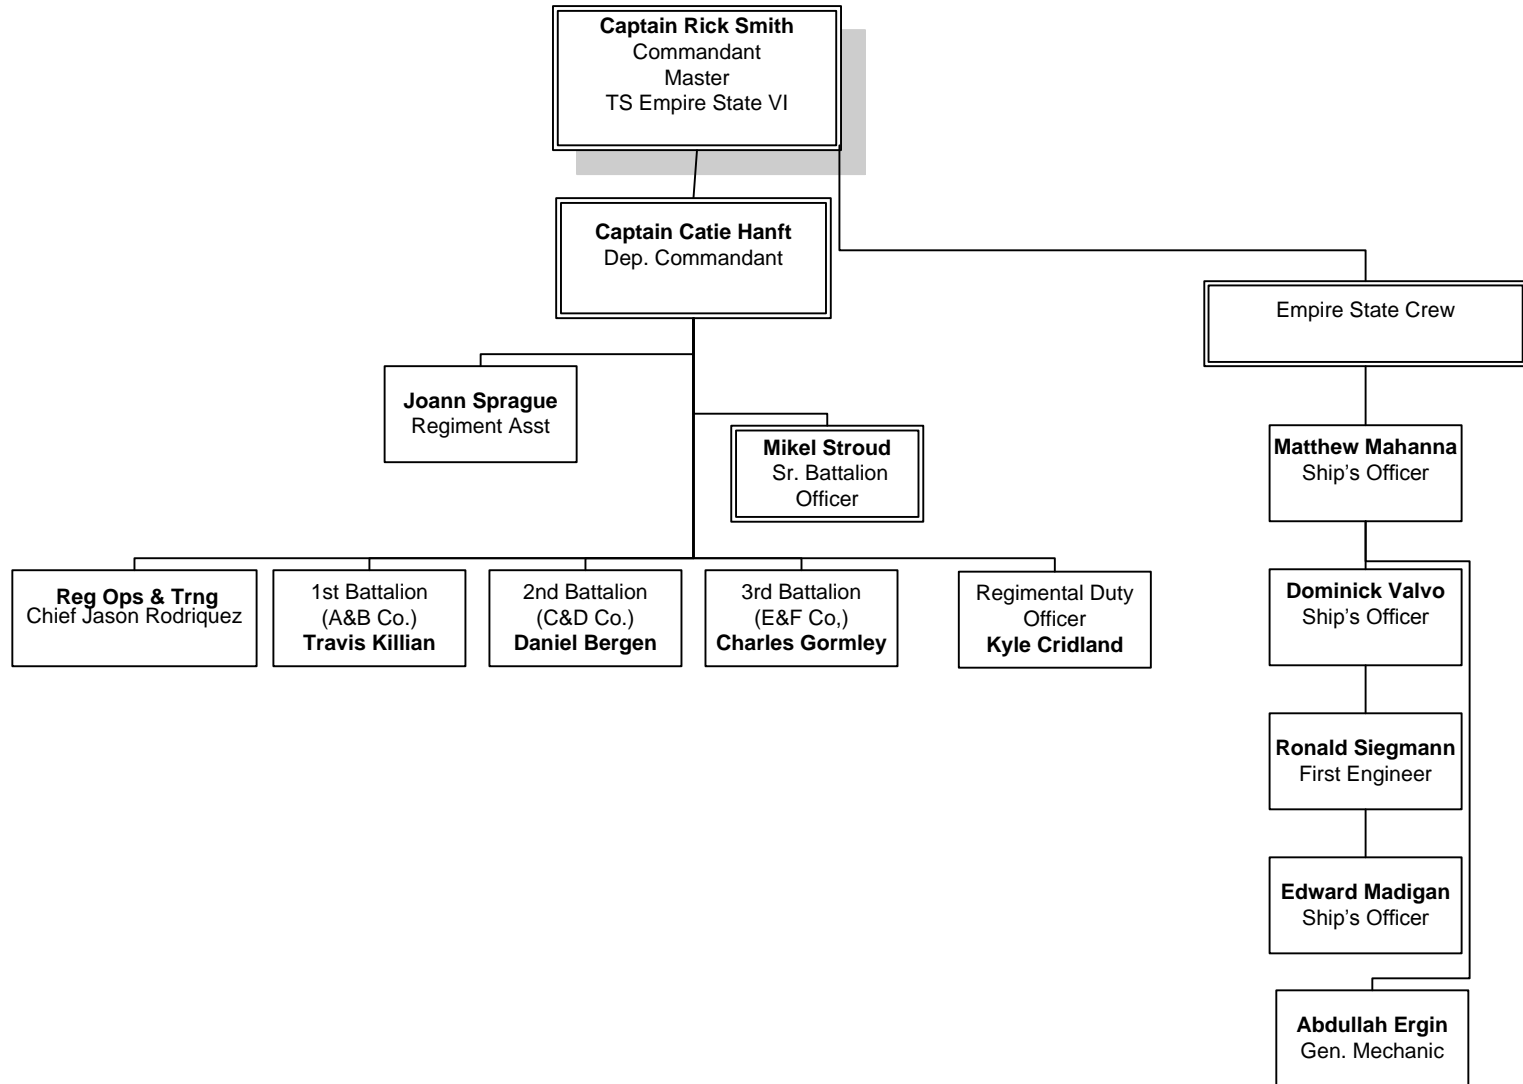 Captain Rick Smith
Commandant
Master
TS Empire State VI
Captain Catie Hanft
Dep. Commandant
Empire State Crew
Joann Sprague
Regiment Asst
Mikel Stroud
Sr. Battalion
Officer
Matthew Mahanna
Ship's Officer
Reg Ops & Trng
Chief Jason Rodriquez
1st Battalion
(A&B Co.)
Travis Killian
2nd Battalion
(C&D Co.)
Daniel Bergen
3rd Battalion
(E&F Co,)
Charles Gormley
Regimental Duty
Officer
Kyle Cridland
Dominick Valvo
Ship's Officer
Ronald Siegmann
First Engineer
Edward Madigan
Ship's Officer
Abdullah Ergin
Gen. Mechanic